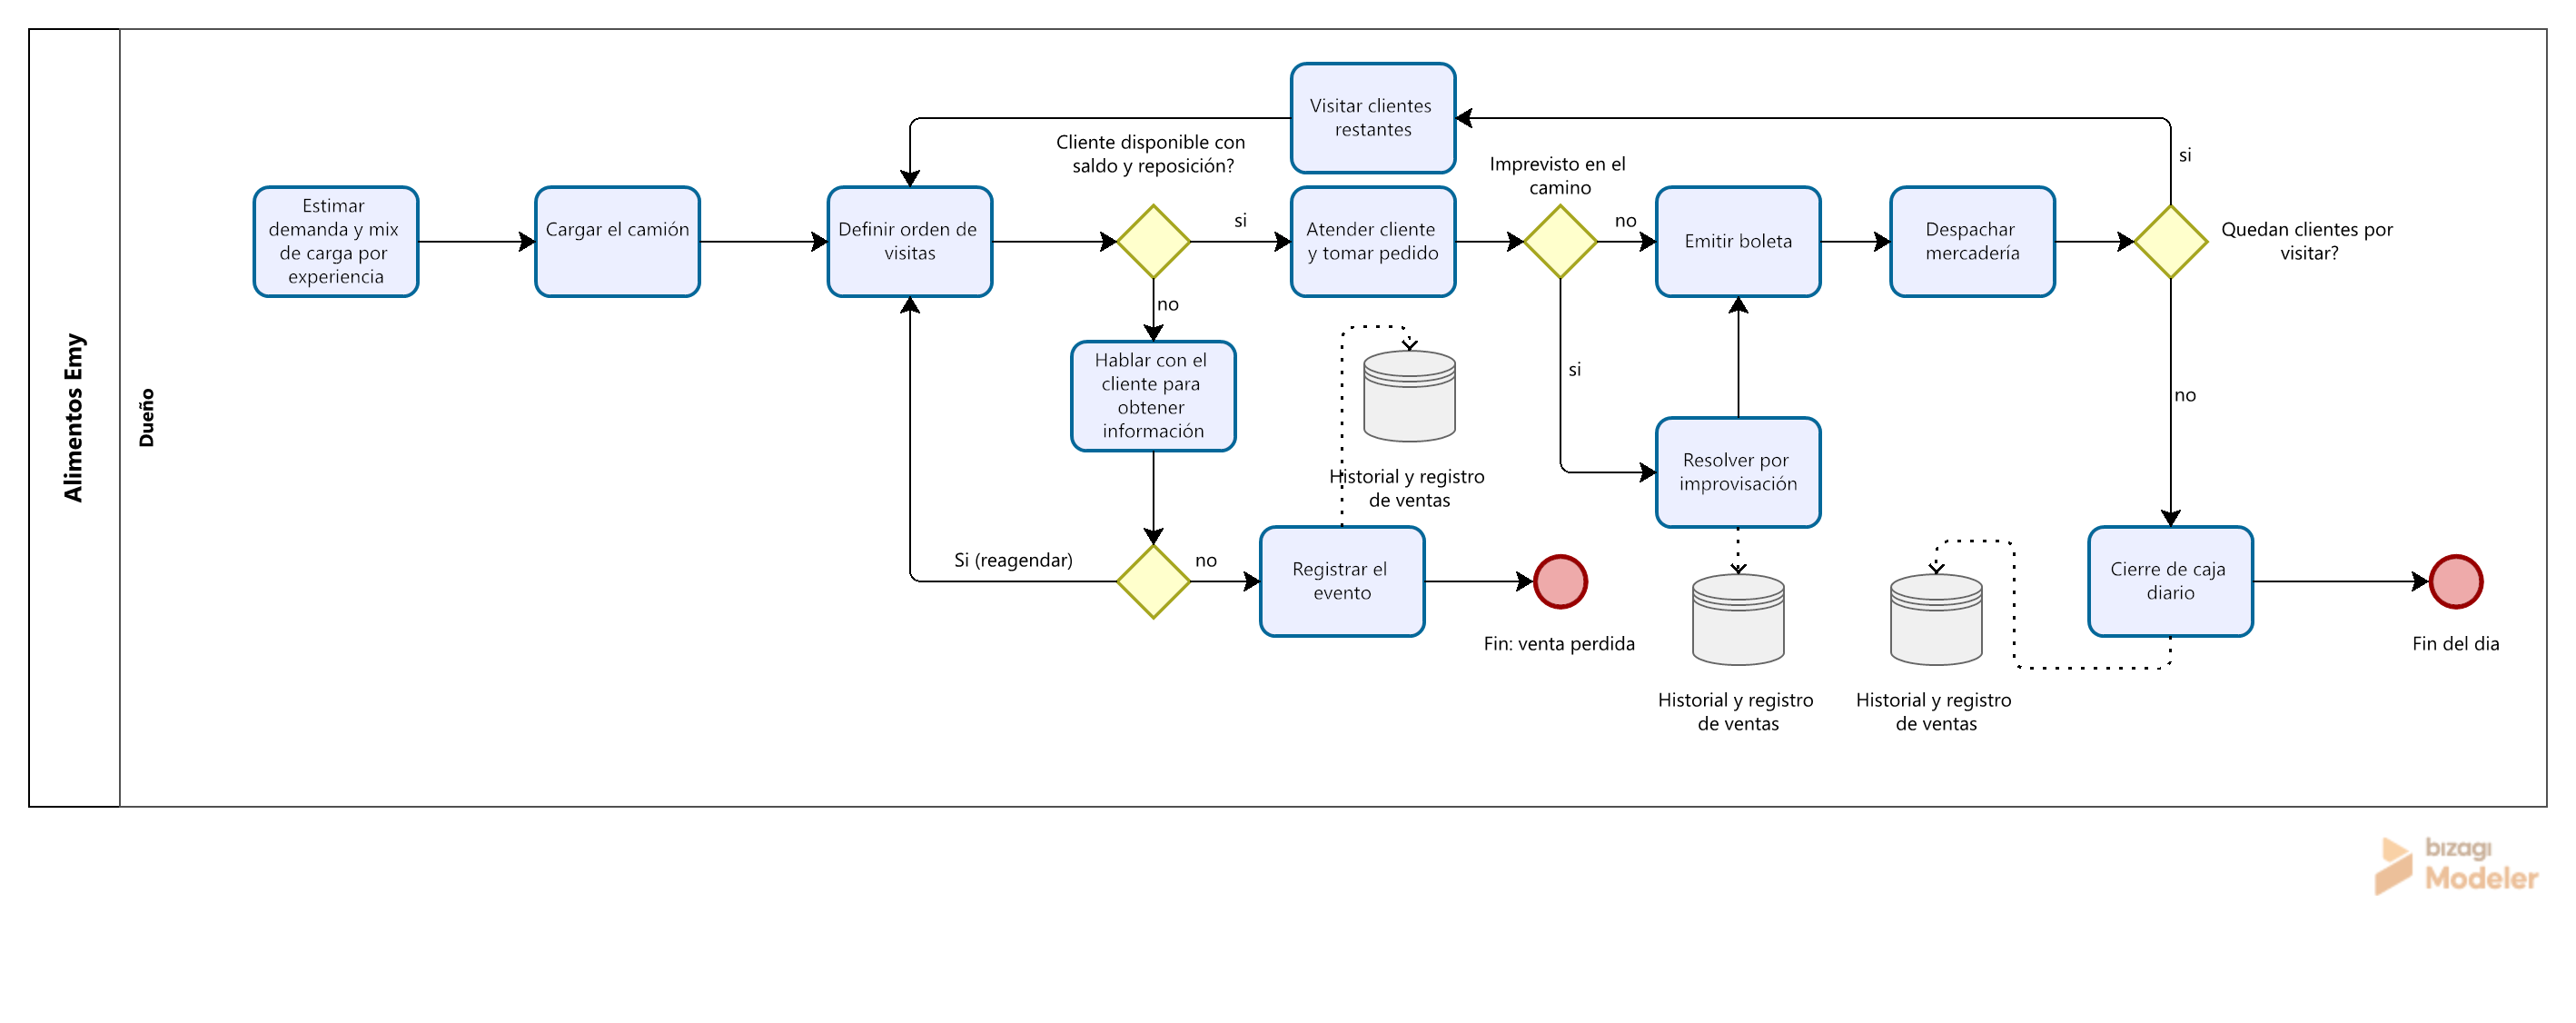 Alimentos Emy
Dueño
Visitar clientes
restantes
Cliente disponible con
saldo y reposición?
Imprevisto en el
camino
si
Estimar
demanda y mix
de carga por
experiencia
Cargar el camión
Definir orden de
visitas
si
Atender cliente
y tomar pedido
no
Emitir boleta
Despachar
mercadería
Quedan clientes por
visitar?
no
Hablar con el
cliente para
obtener
información
si
no
Historial y registro
de ventas
Resolver por
improvisación
Si (reagendar)
no
Registrar el
evento
Fin: venta perdida
Cierre de caja
diario
Fin del dia
Historial y registro
de ventas
Historial y registro
de ventas
bizagi
Modeler